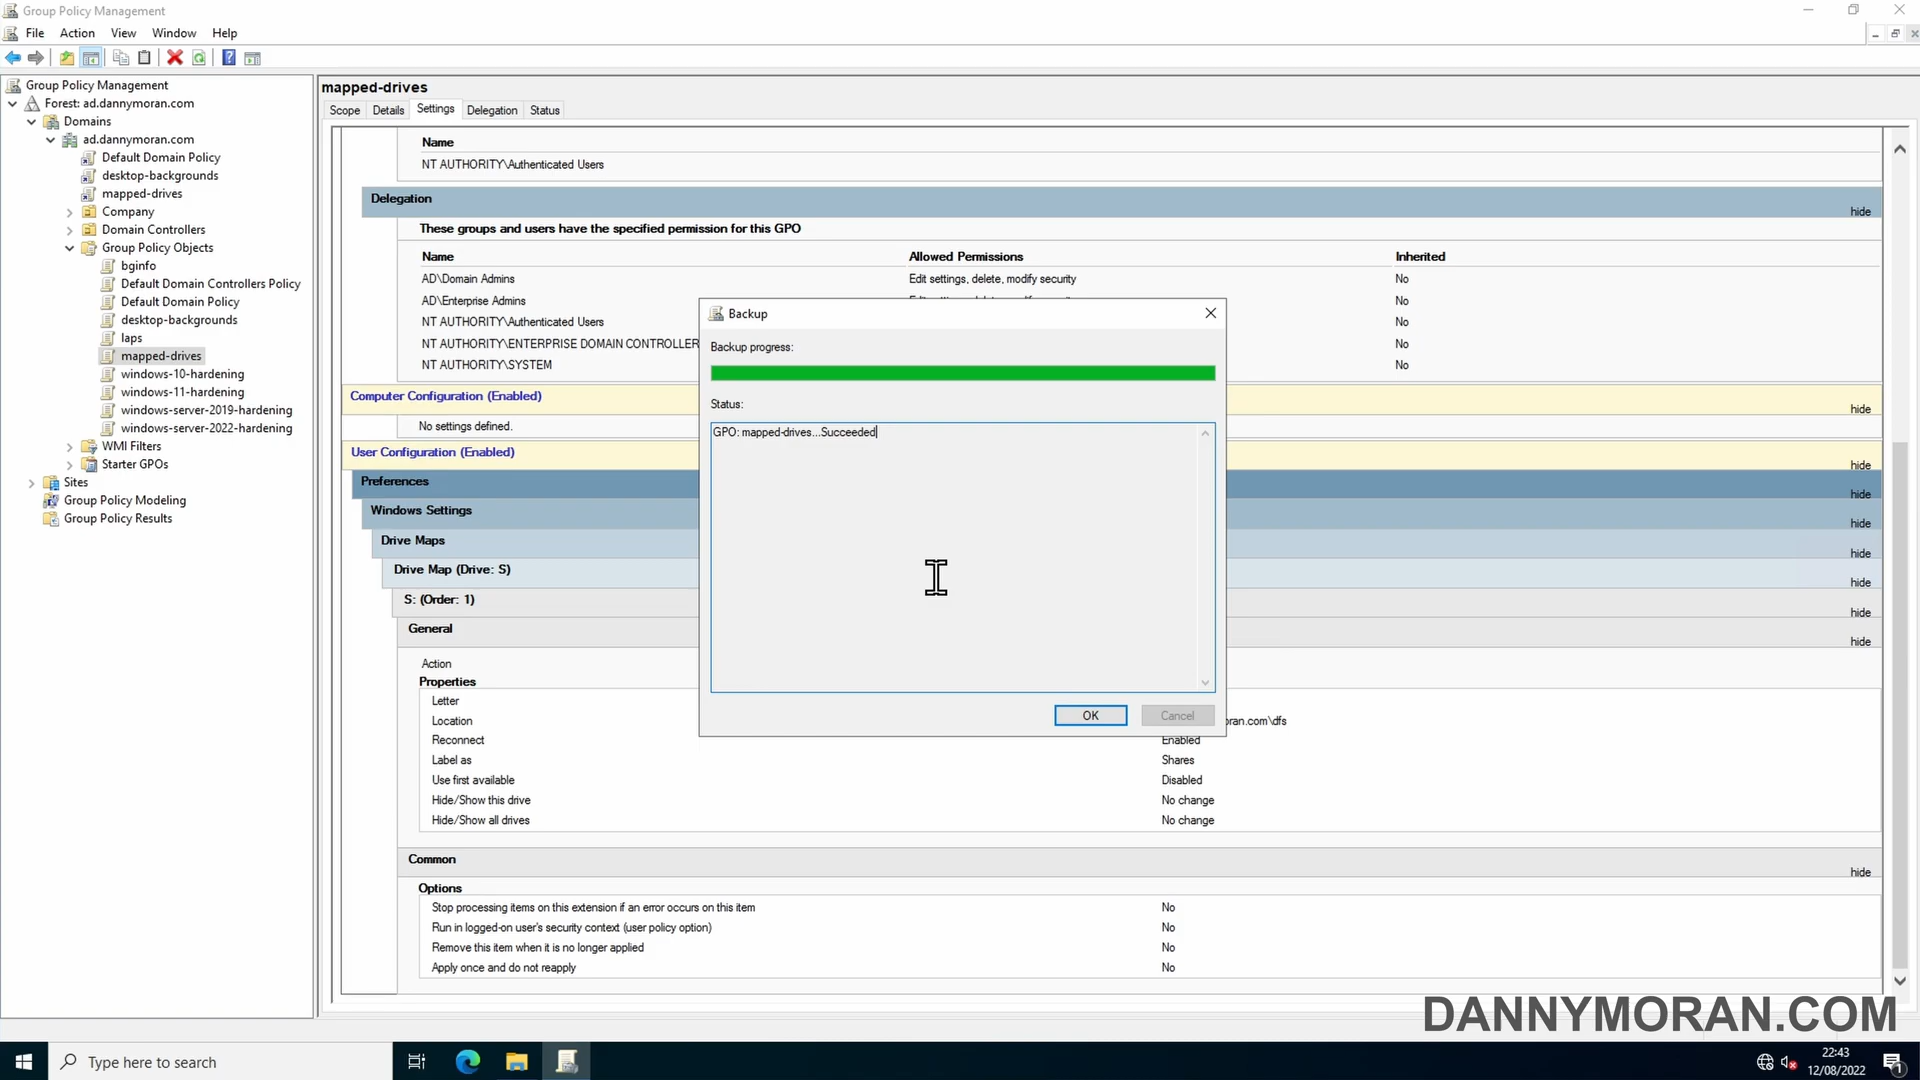 Group Policy Management
File Action View Window Help
Group Policy Management
Forest: ad.dannymoran.com
Domains
ad.dannymoran.com
Default Domain Policy
desktop-backgrounds
mapped-drives
Company
Domain Controllers
Group Policy Objects
bginfo
Default Domain Controllers Policy
Default Domain Policy
desktop-backgrounds
laps
mapped-drives
windows-10-hardening
windows-11-hardening
windows-server-2019-hardening
windows-server-2022-hardening
WMI Filters
Starter GPOs
Sites
Group Policy Modeling
Group Policy Results
mapped-drives
Scope Details Settings Delegation Status
Name
NT AUTHORITY\Authenticated Users
Delegation hide
These groups and users have the specified permission for this GPO
Name Allowed Permissions Inherited
AD\Domain Admins Edit settings, delete, modify security No
AD\Enterprise Admins No
NT AUTHORITY\Authenticated Users No
NT AUTHORITY\ENTERPRISE DOMAIN CONTROLLER No
NT AUTHORITY\SYSTEM No
Computer Configuration (Enabled) hide
No settings defined.
User Configuration (Enabled) hide
Preferences hide
Windows Settings hide
Drive Maps hide
Drive Map (Drive: S) hide
S: (Order: 1) hide
General hide
Action
Properties
Letter
Location oran.com\dfs
Reconnect Enabled
Label as Shares
Use first available Disabled
Hide/Show this drive No change
Hide/Show all drives No change
Common hide
Options
Stop processing items on this extension if an error occurs on this item No
Run in logged-on user's security context (user policy option) No
Remove this item when it is no longer applied No
Apply once and do not reapply No
Backup
Backup progress:
Status:
GPO: mapped-drives...Succeeded
OK Cancel
DANNYMORAN.COM
Type here to search
22:43
12/08/2022
1